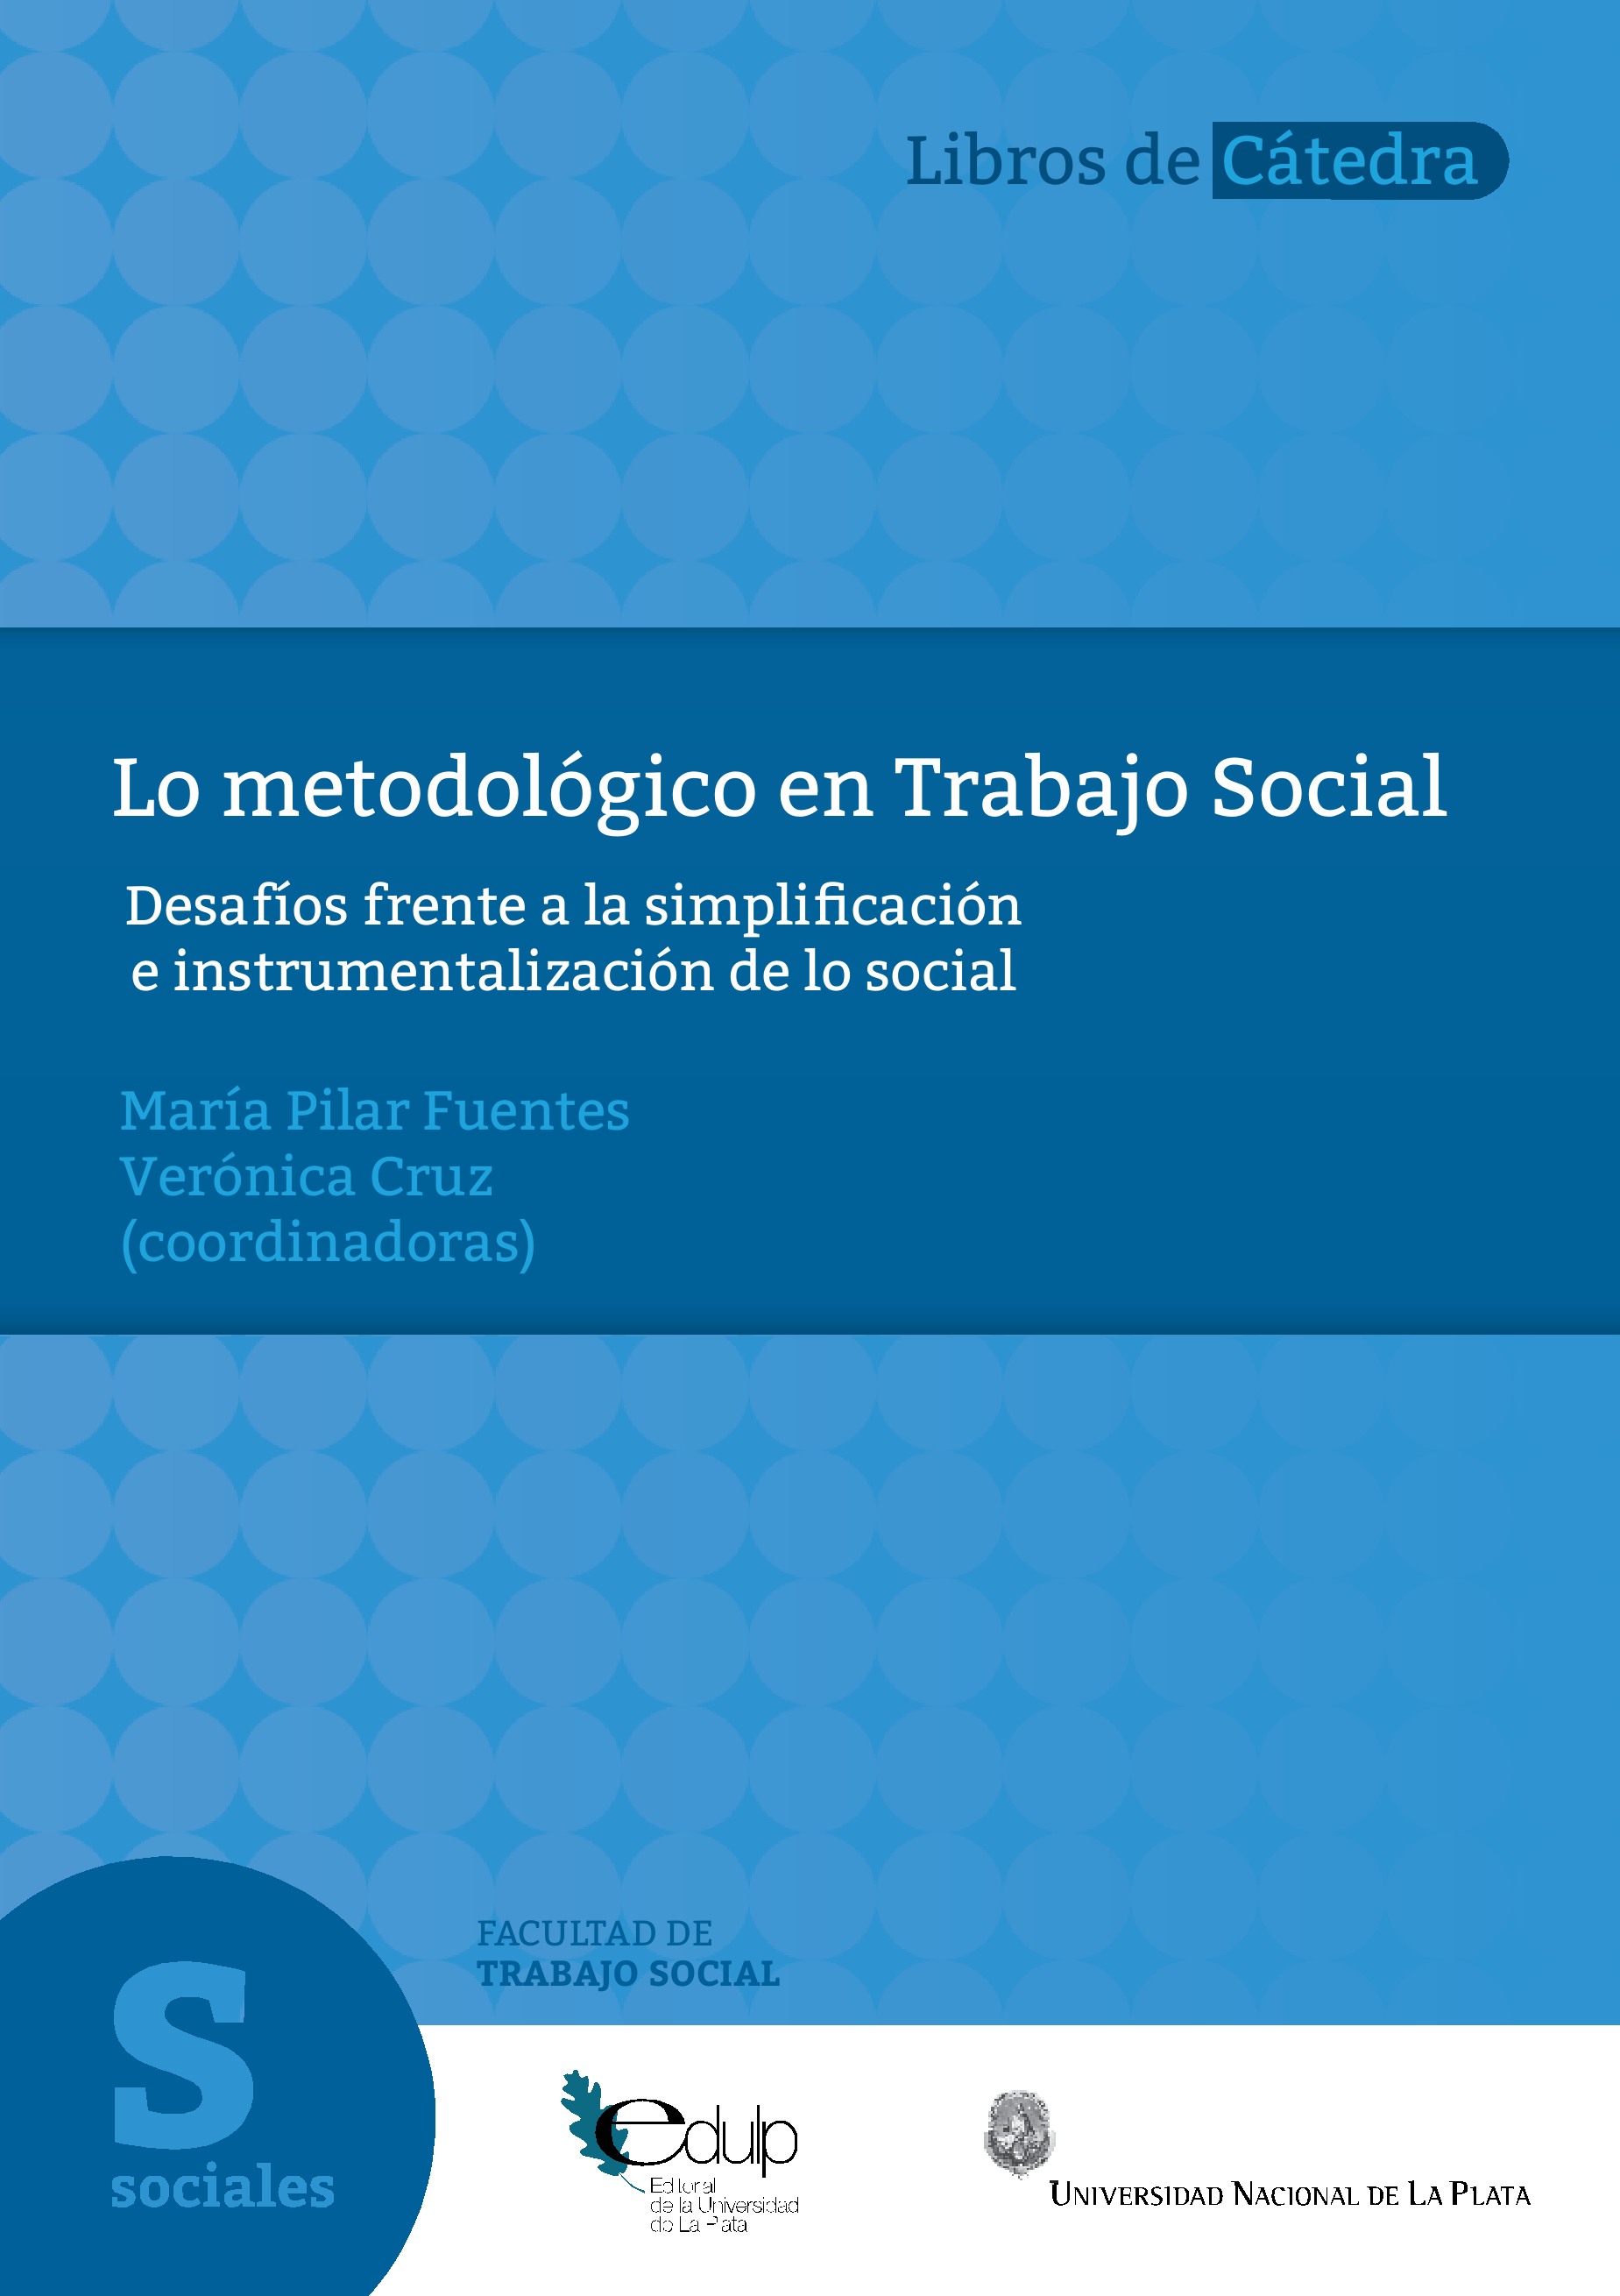 Libros de Cátedra
Lo metodológico en Trabajo Social
Desafíos frente a la simplificación
e instrumentalización de lo social
María Pilar Fuentes
Verónica Cruz
(coordinadoras)
FACULTAD DE
TRABAJO SOCIAL
S
sociales
edulp
Editorial
de la Universidad
de La Plata
UNIVERSIDAD NACIONAL DE LA PLATA